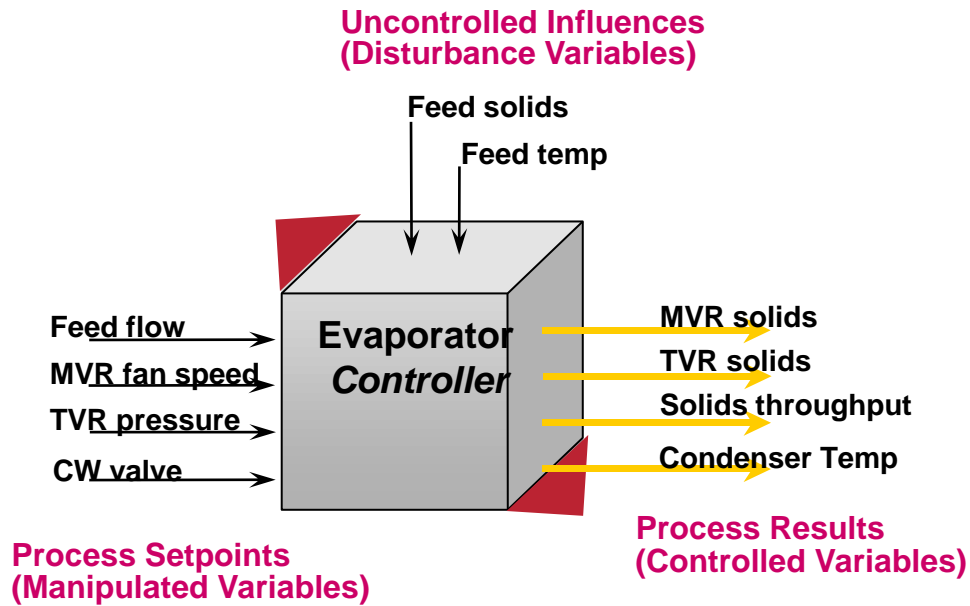 Uncontrolled Influences
(Disturbance Variables)
Feed solids
Feed temp
Feed flow
MVR fan speed
TVR pressure
CW valve
Evaporator
Controller
MVR solids
TVR solids
Solids throughput
Condenser Temp
Process Setpoints
(Manipulated Variables)
Process Results
(Controlled Variables)